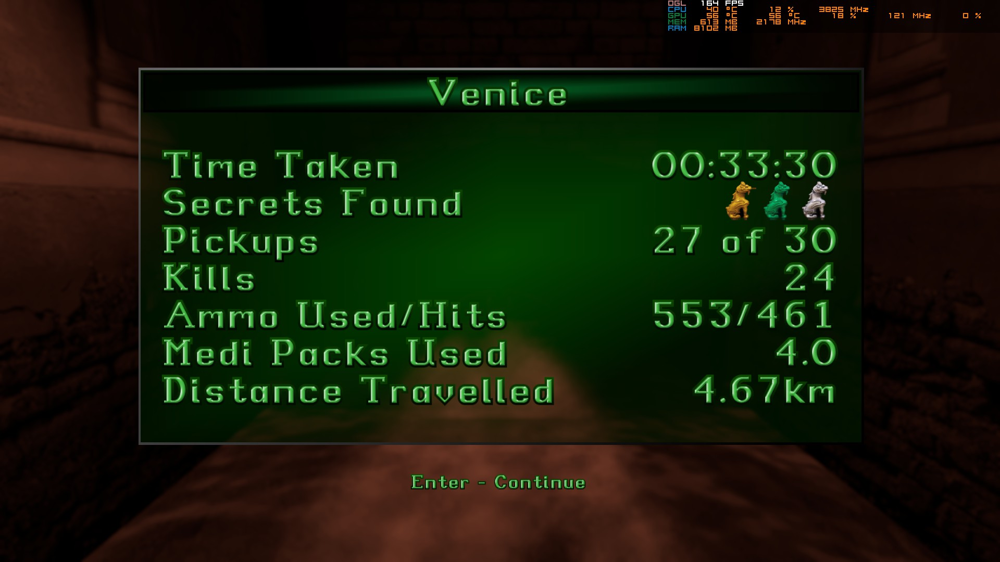 OGL 164 FPS
CPU 40 °C 12 % 3825 MHz
GPU 56 °C 56 °C 18 % 121 MHz 0 %
MEM 613 MB 2178 MHz
RAM 8102 MB
Venice
Time Taken 00:33:30
Secrets Found
Pickups 27 of 30
Kills 24
Ammo Used/Hits 553/461
Medi Packs Used 4.0
Distance Travelled 4.67km
Enter - Continue